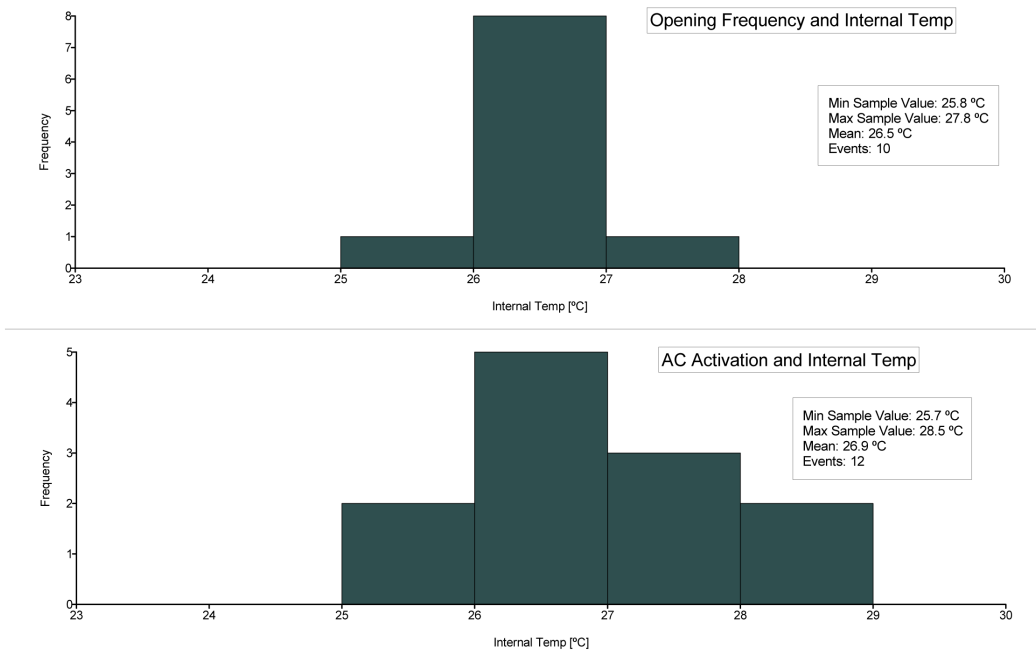 Opening Frequency and Internal Temp
Min Sample Value: 25.8 ºC
Max Sample Value: 27.8 ºC
Mean: 26.5 ºC
Events: 10
Frequency
8
7
6
5
4
3
2
1
0
23 24 25 26 27 28 29 30
Internal Temp [ºC]
AC Activation and Internal Temp
Min Sample Value: 25.7 ºC
Max Sample Value: 28.5 ºC
Mean: 26.9 ºC
Events: 12
Frequency
5
4
3
2
1
0
23 24 25 26 27 28 29 30
Internal Temp [ºC]